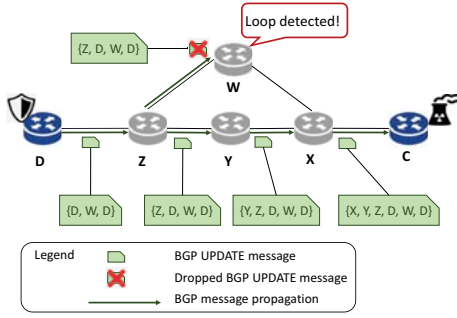 Loop detected!
{Z, D, W, D}
W
D
Z
Y
X
C
{D, W, D}
{Z, D, W, D}
{Y, Z, D, W, D}
{X, Y, Z, D, W, D}
Legend
BGP UPDATE message
Dropped BGP UPDATE message
BGP message propagation